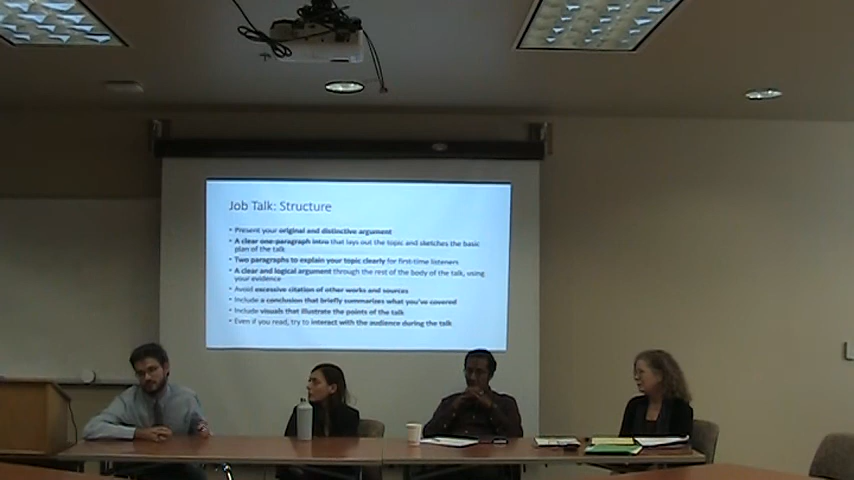 Job Talk: Structure
• Present your original and distinctive argument
• A clear one-paragraph intro that lays out the topic and sketches the basic
plan of the talk
• Two paragraphs to explain your topic clearly for first-time listeners
• A clear and logical argument through the rest of the body of the talk, using
your evidence
• Avoid excessive citation of other works and sources
• Include a conclusion that briefly summarizes what you've covered
• Include visuals that illustrate the points of the talk
• Even if you read, try to interact with the audience during the talk